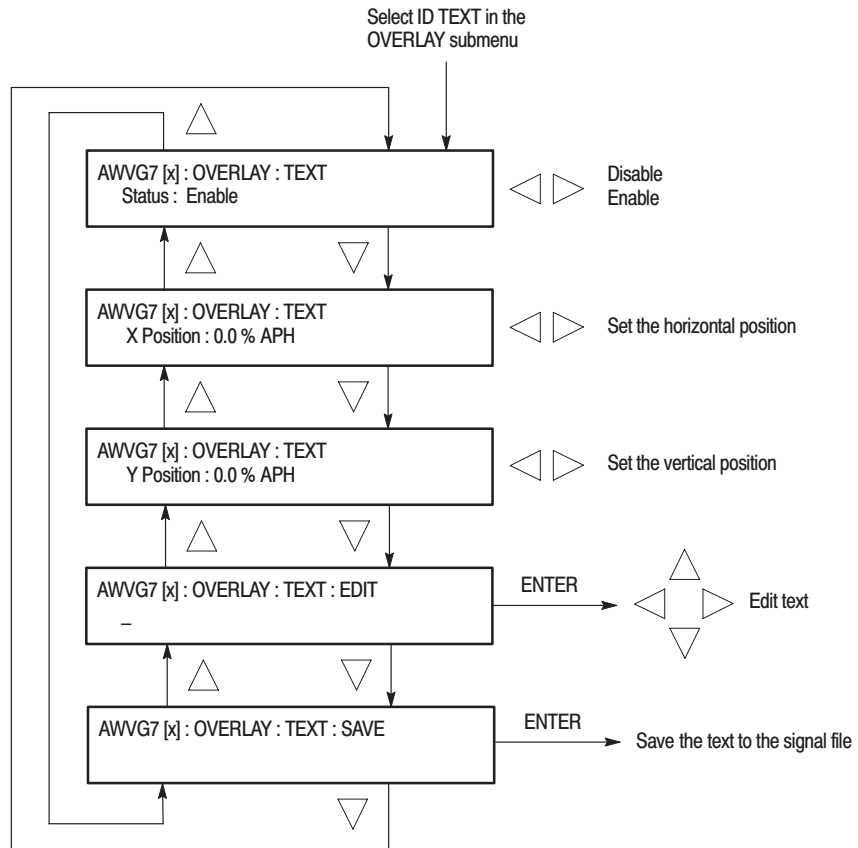 Select ID TEXT in the
OVERLAY submenu
AWVG7 [x] : OVERLAY : TEXT
Status : Enable
Disable
Enable
AWVG7 [x] : OVERLAY : TEXT
X Position : 0.0 % APH
Set the horizontal position
AWVG7 [x] : OVERLAY : TEXT
Y Position : 0.0 % APH
Set the vertical position
AWVG7 [x] : OVERLAY : TEXT : EDIT
_
ENTER
Edit text
AWVG7 [x] : OVERLAY : TEXT : SAVE
ENTER
Save the text to the signal file